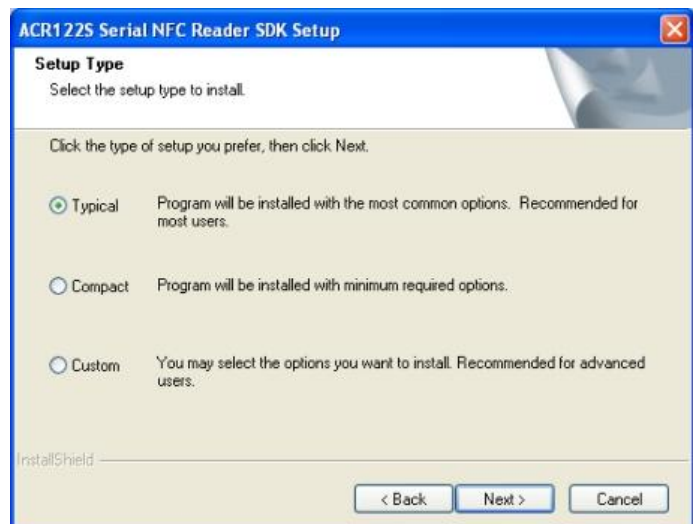 ACR122S Serial NFC Reader SDK Setup
Setup Type
Select the setup type to install.
Click the type of setup you prefer, then click Next.
Typical
Program will be installed with the most common options. Recommended for
most users.
Compact
Program will be installed with minimum required options.
Custom
You may select the options you want to install. Recommended for advanced
users.
InstallShield
< Back
Next >
Cancel